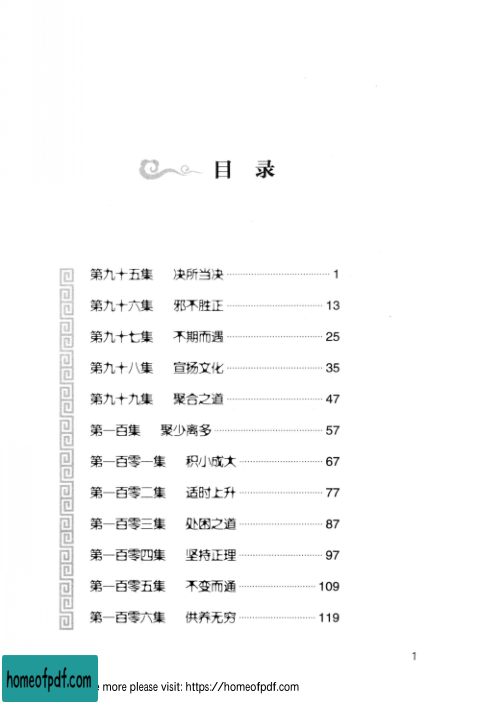 目 录
第九十五集 决所当决 1
第九十六集 邪不胜正 13
第九十七集 不期而遇 25
第九十八集 宣扬文化 35
第九十九集 聚合之道 47
第一百集 聚少离多 57
第一百零一集 积小成大 67
第一百零二集 适时上升 77
第一百零三集 处困之道 87
第一百零四集 坚持正理 97
第一百零五集 不变而通 109
第一百零六集 供养无穷 119
1
homeofpdf.com
more please visit: https://homeofpdf.com